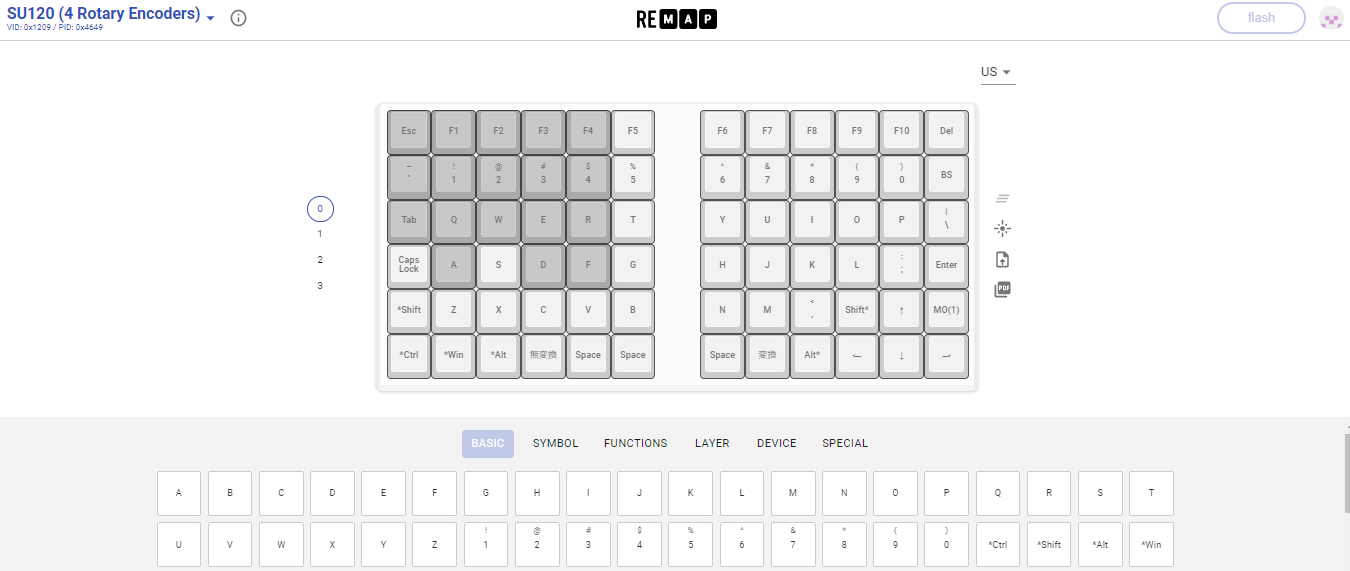 SU120 (4 Rotary Encoders)
VID: 0x1209 / PID: 0x4649
REMAP
flash
US
Esc F1 F2 F3 F4 F5 F6 F7 F8 F9 F10 Del
~ ! @ # $ % ^ & * ( )
` 1 2 3 4 5 6 7 8 9 0 BS
Tab Q W E R T Y U I O P | \
Caps Lock A S D F G H J K L : ; Enter
*Shift Z X C V B N M < , Shift* ↑ MO(1)
*Ctrl *Win *Alt 無変換 Space Space Space 変換 Alt* ← ↓ →
0
1
2
3
PDF
BASIC SYMBOL FUNCTIONS LAYER DEVICE SPECIAL
A B C D E F G H I J K L M N O P Q R S T
! @ # $ % ^ & * ( )
U V W X Y Z 1 2 3 4 5 6 7 8 9 0 *Ctrl *Shift *Alt *Win